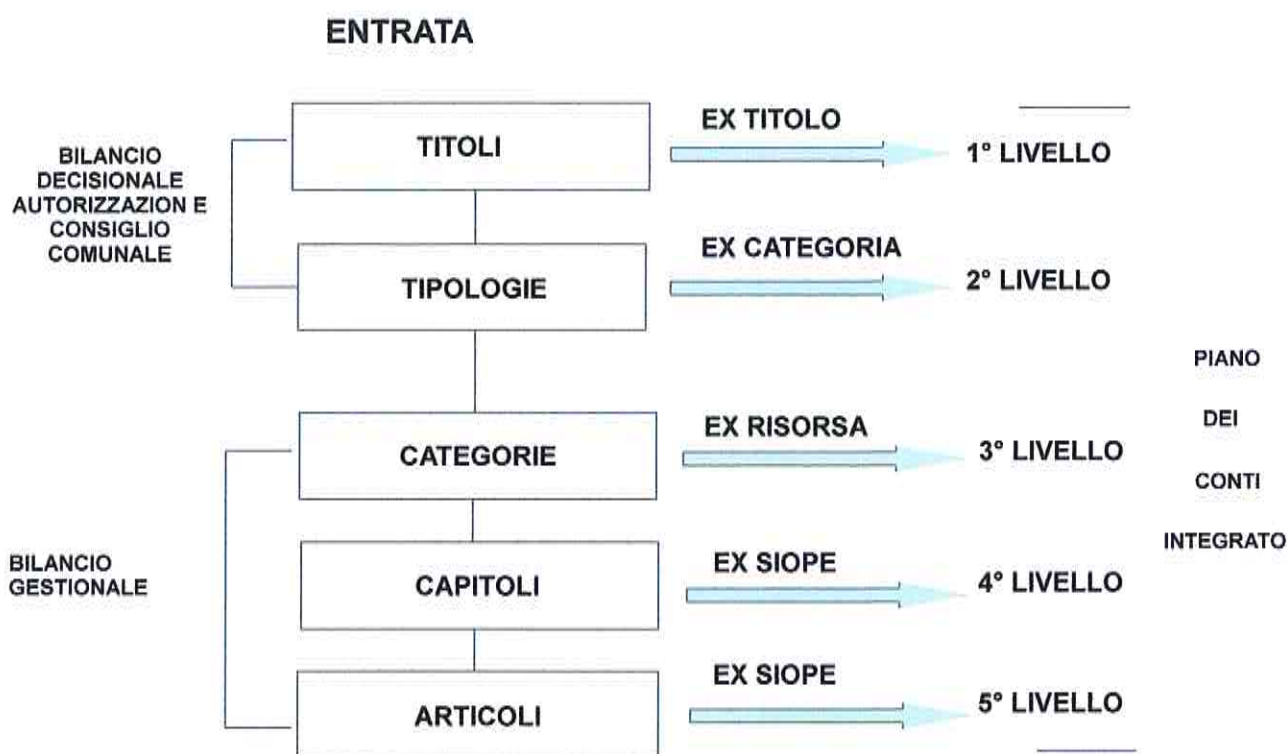 ENTRATA
BILANCIO
DECISIONALE
AUTORIZZAZION E
CONSIGLIO
COMUNALE
TITOLI
EX TITOLO
1° LIVELLO
TIPOLOGIE
EX CATEGORIA
2° LIVELLO
BILANCIO
GESTIONALE
CATEGORIE
EX RISORSA
3° LIVELLO
CAPITOLI
EX SIOPE
4° LIVELLO
ARTICOLI
EX SIOPE
5° LIVELLO
PIANO
DEI
CONTI
INTEGRATO